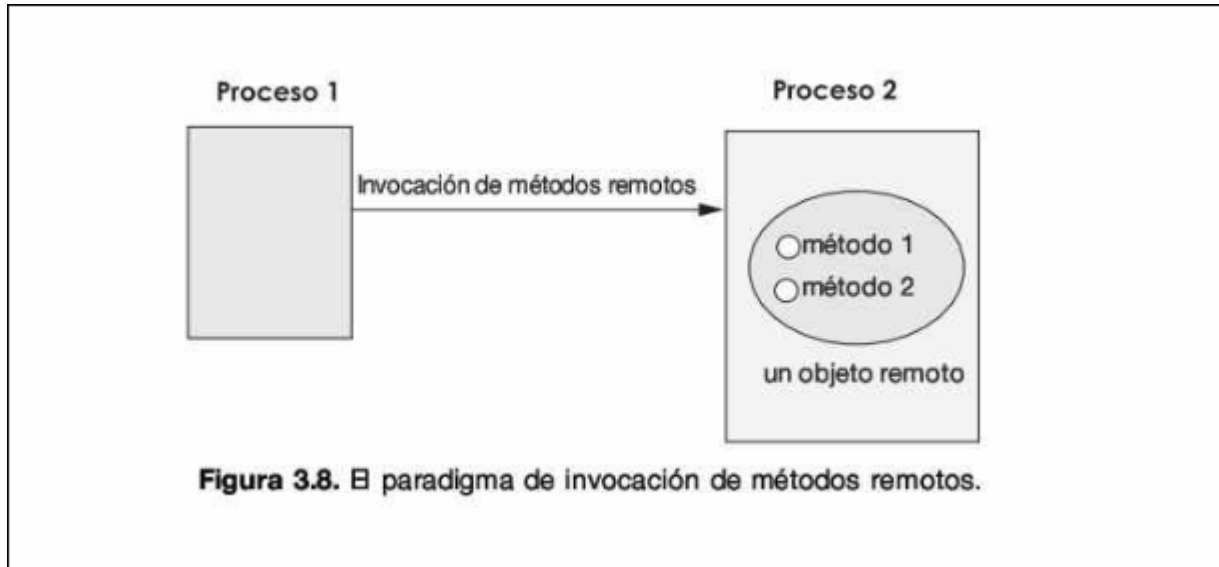 Proceso 1
Proceso 2
Invocación de métodos remotos
método 1
método 2
un objeto remoto
Figura 3.8. El paradigma de invocación de métodos remotos.